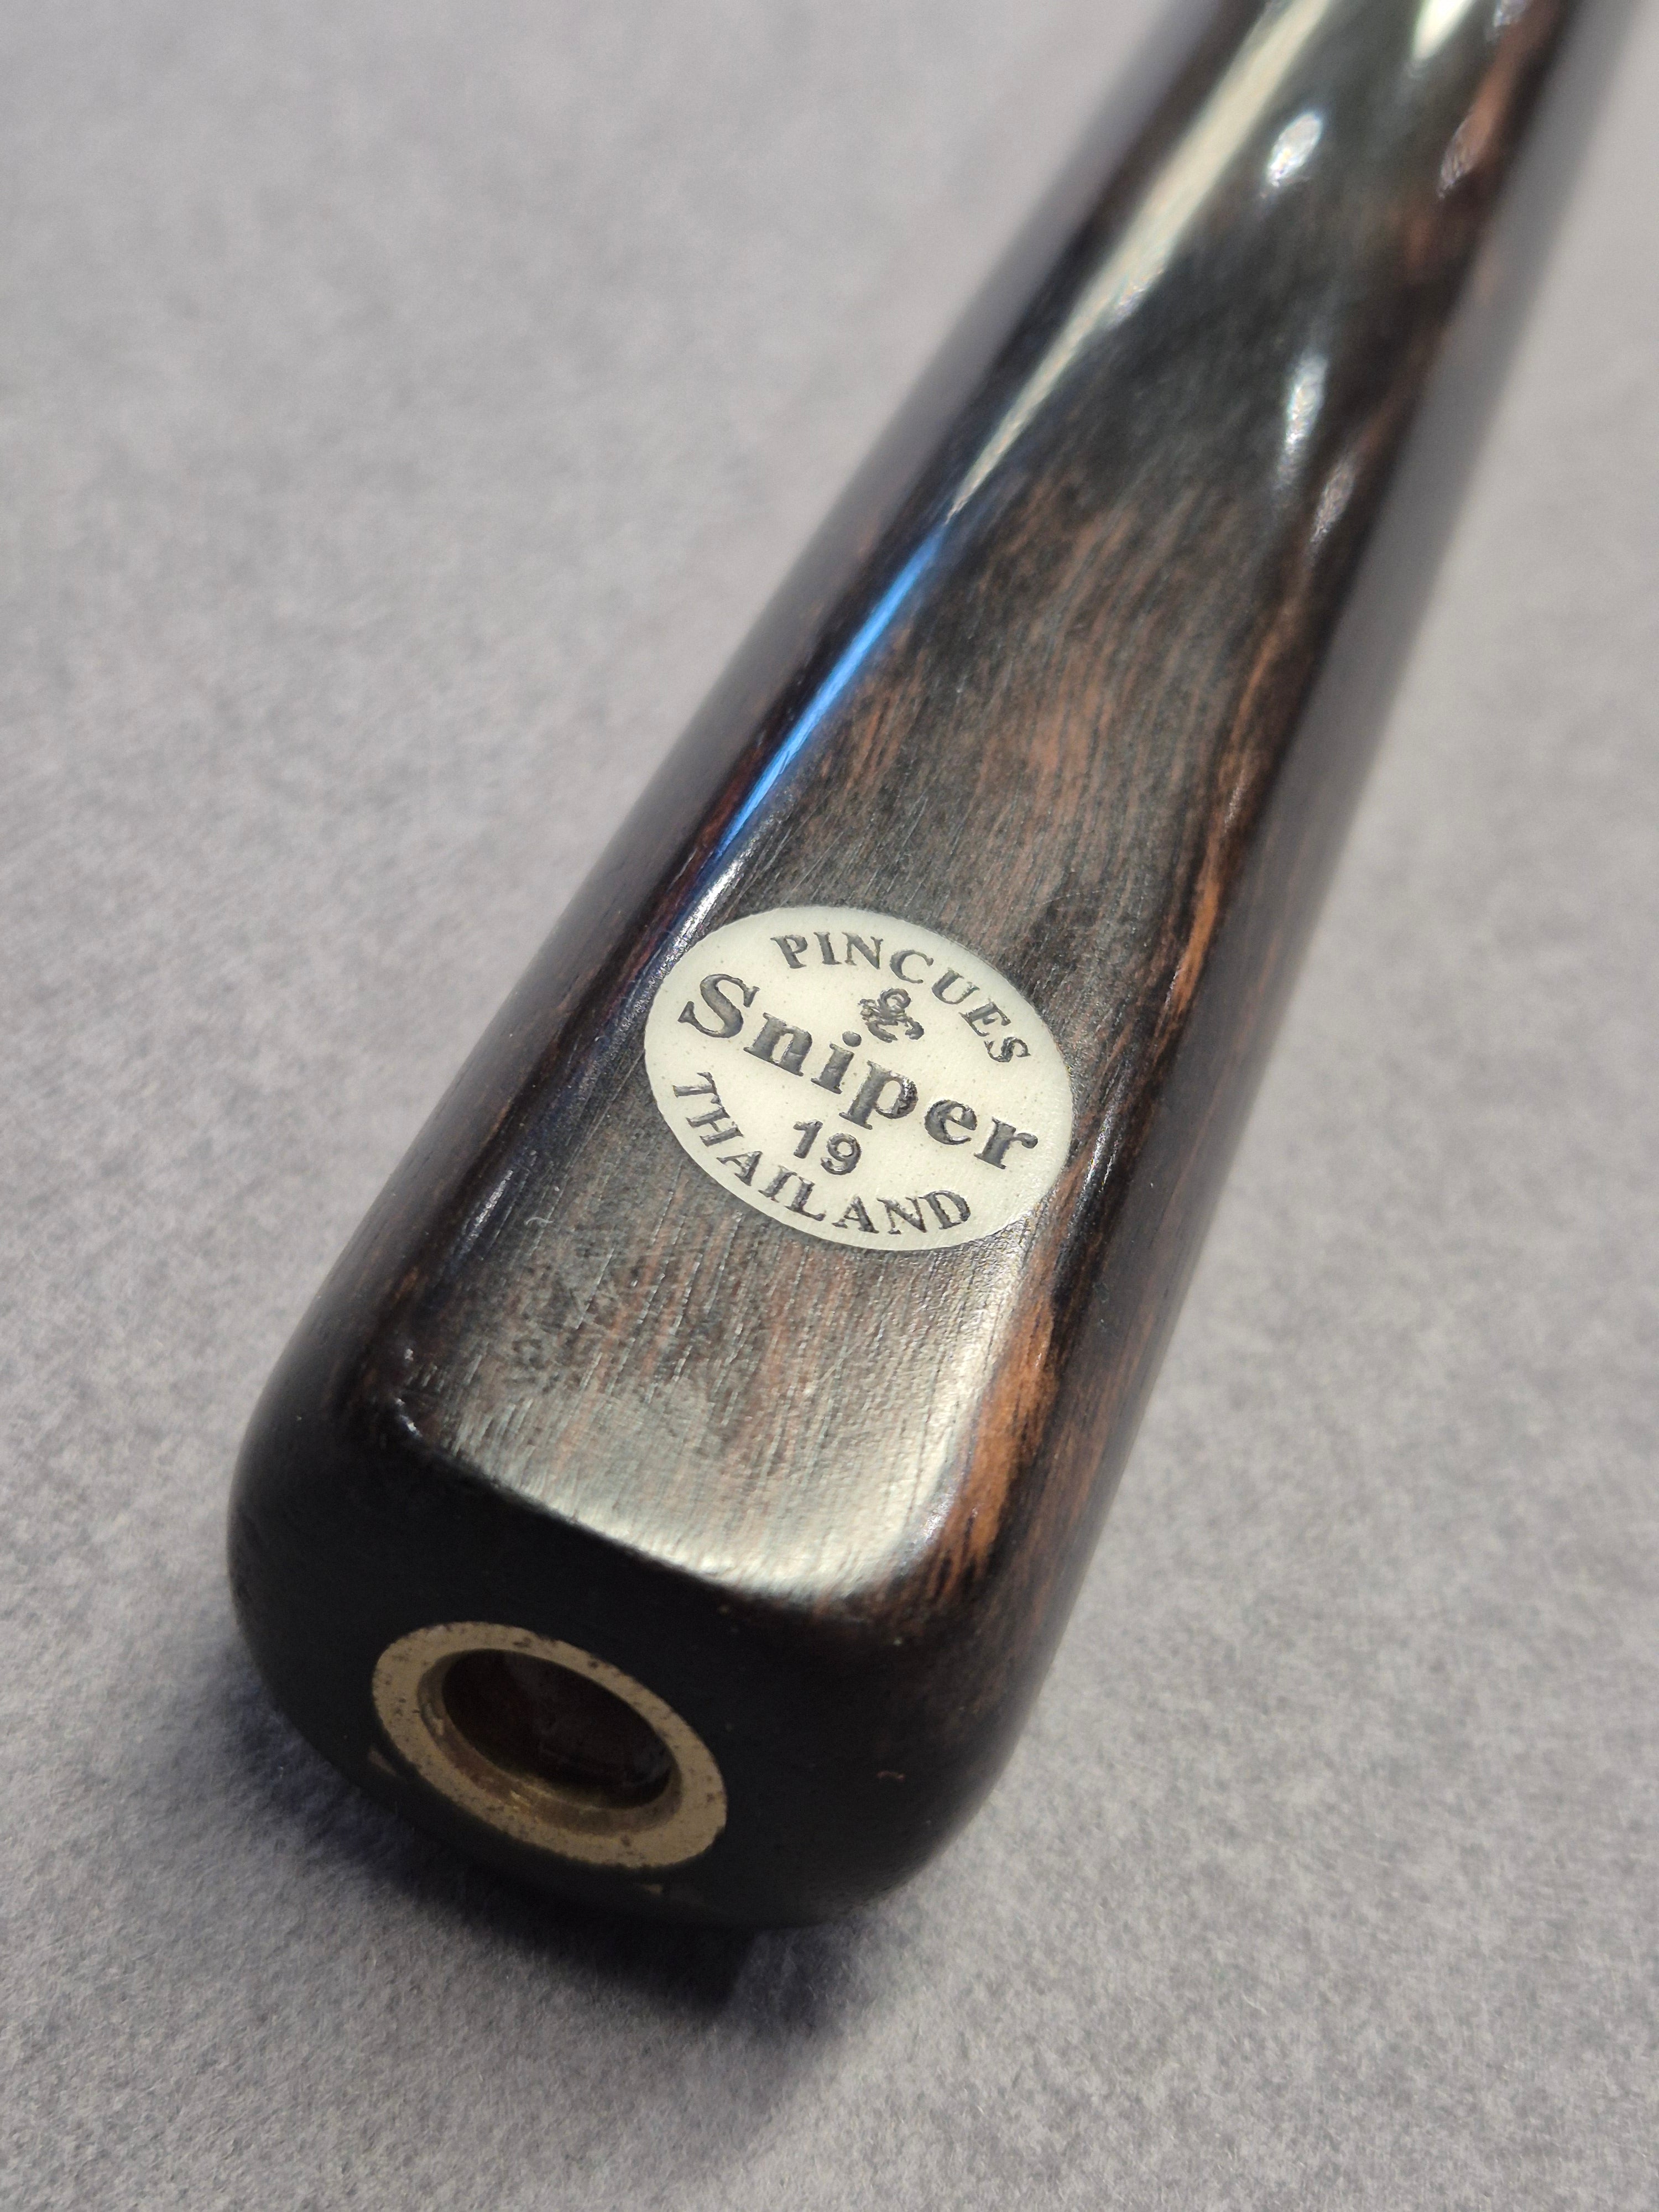 PINCUES
Sniper
19
THAILAND